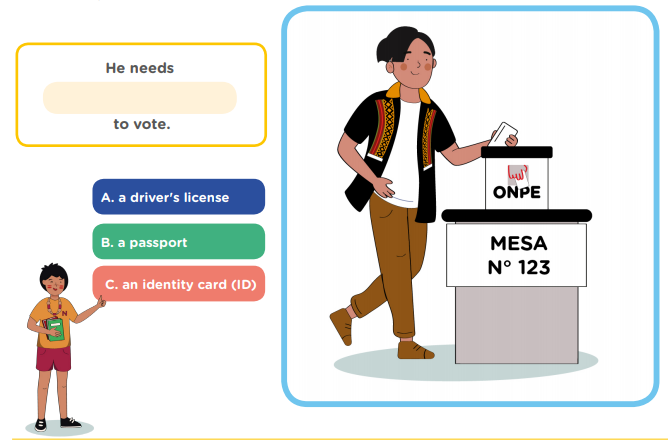 He needs
to vote.
A. a driver's license
B. a passport
C. an identity card (ID)
N
ONPE
MESA
N° 123